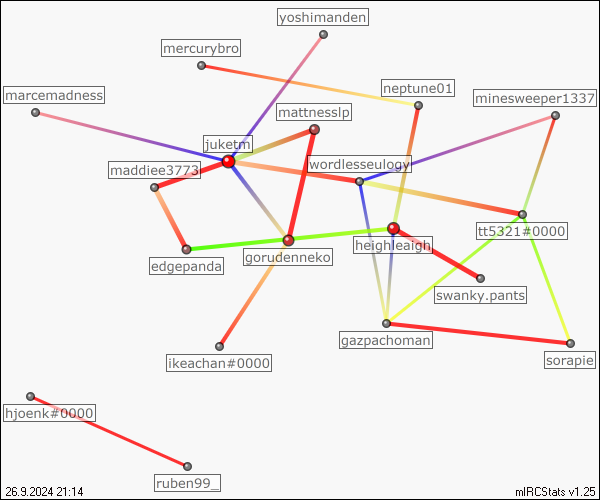 yoshimanden
mercurybro
neptune01
marcemadness
minesweeper1337
mattnesslp
juketm
wordlesseulogy
maddiee3773
tt5321#0000
heighleaigh
gorudenneko
edgepanda
swanky.pants
gazpachoman
sorapie
ikeachan#0000
hjoenk#0000
ruben99_
26.9.2024 21:14
mIRCStats v1.25